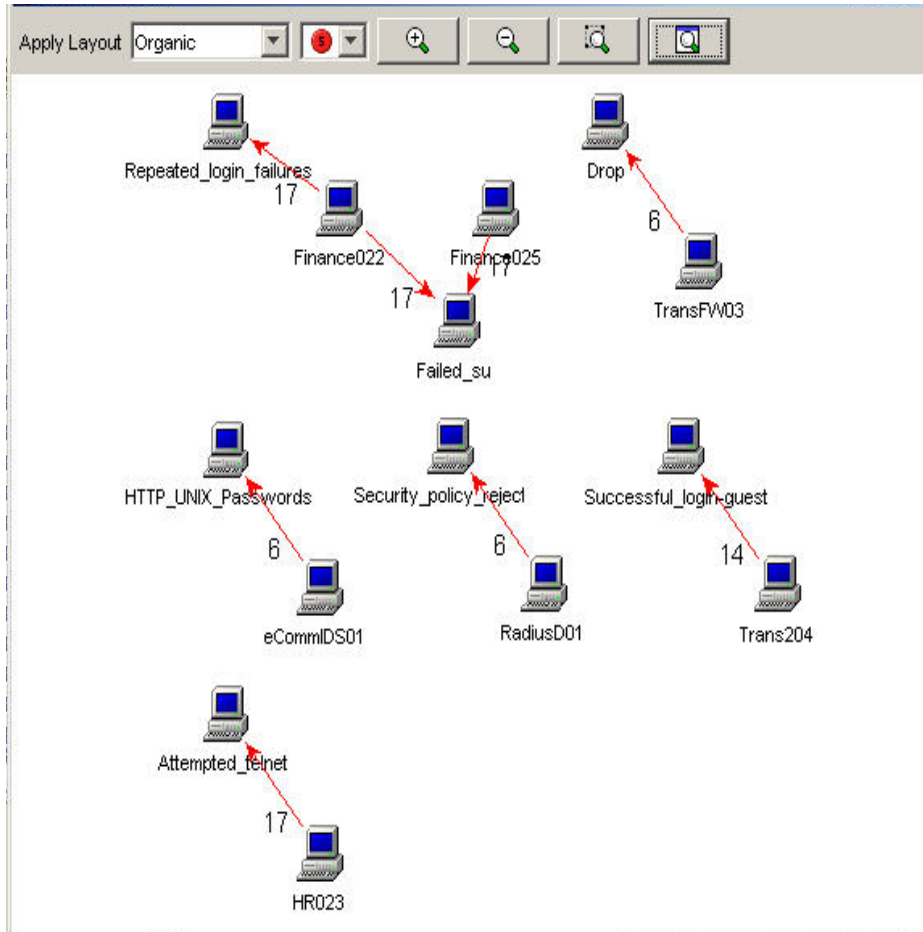 Apply Layout Organic 5
Repeated_login_failures
Drop
17
6
Finance022
Finance025
17
17
TransFW03
Failed_su
HTTP_UNIX_Passwords
Security_policy_reject
Successful_login-guest
6
6
14
eCommIDS01
RadiusD01
Trans204
Attempted_telnet
17
HR023